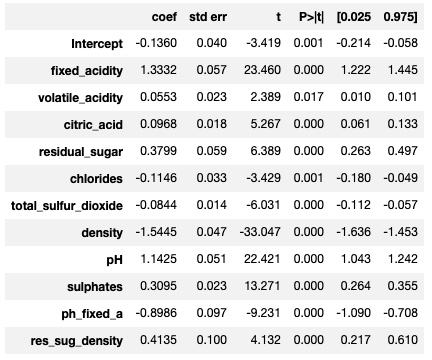 coef std err t P>|t| [0.025 0.975]
Intercept -0.1360 0.040 -3.419 0.001 -0.214 -0.058
fixed_acidity 1.3332 0.057 23.460 0.000 1.222 1.445
volatile_acidity 0.0553 0.023 2.389 0.017 0.010 0.101
citric_acid 0.0968 0.018 5.267 0.000 0.061 0.133
residual_sugar 0.3799 0.059 6.389 0.000 0.263 0.497
chlorides -0.1146 0.033 -3.429 0.001 -0.180 -0.049
total_sulfur_dioxide -0.0844 0.014 -6.031 0.000 -0.112 -0.057
density -1.5445 0.047 -33.047 0.000 -1.636 -1.453
pH 1.1425 0.051 22.421 0.000 1.043 1.242
sulphates 0.3095 0.023 13.271 0.000 0.264 0.355
ph_fixed_a -0.8986 0.097 -9.231 0.000 -1.090 -0.708
res_sug_density 0.4135 0.100 4.132 0.000 0.217 0.610